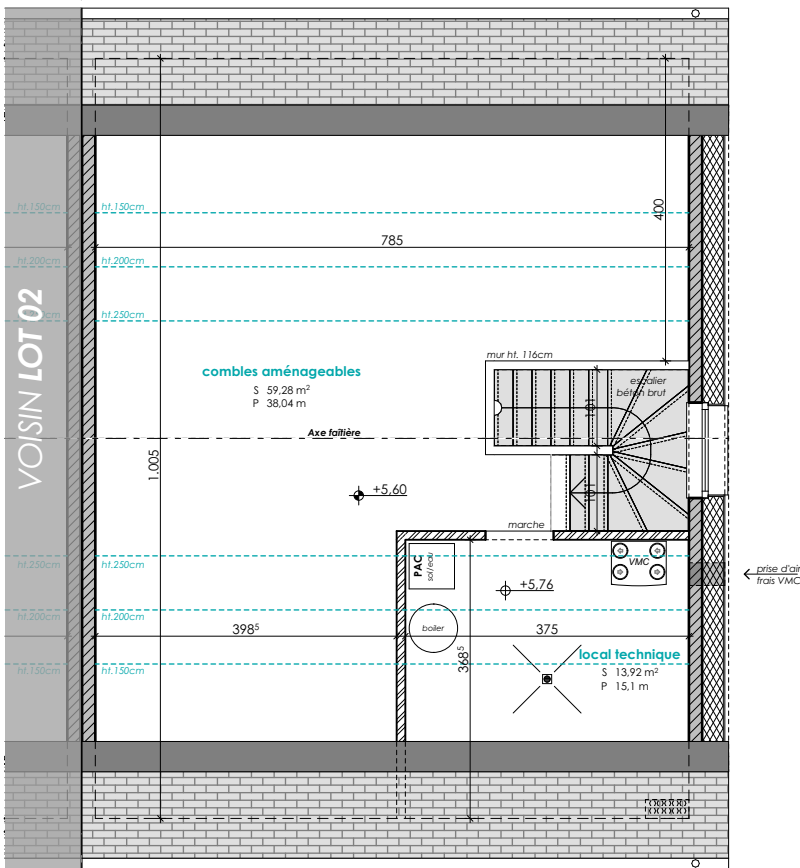 400
ht.150cm
ht.150cm
785
ht.200cm
ht.200cm
ht.250cm
VOISIN LOT 02
mur ht. 116cm
combles aménageables
S 59,28 m²
P 38,04 m
escalier
béton brut
101
Axe faîtière
1.005
+5,60
101
marche
ht.250cm
ht.250cm
PAC
sol/eau
VMC
prise d'air
frais VMC
+5,76
ht.200cm
ht.200cm
398⁵
boiler
375
368⁵
local technique
ht.150cm
ht.150cm
S 13,92 m²
P 15,1 m